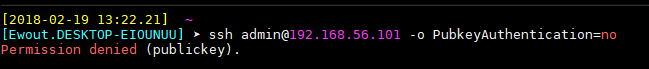 [2018-02-19 13:22.21]  ~
[Ewout.DESKTOP-EIOUNUU] ➤ ssh admin@192.168.56.101 -o PubkeyAuthentication=no
Permission denied (publickey).